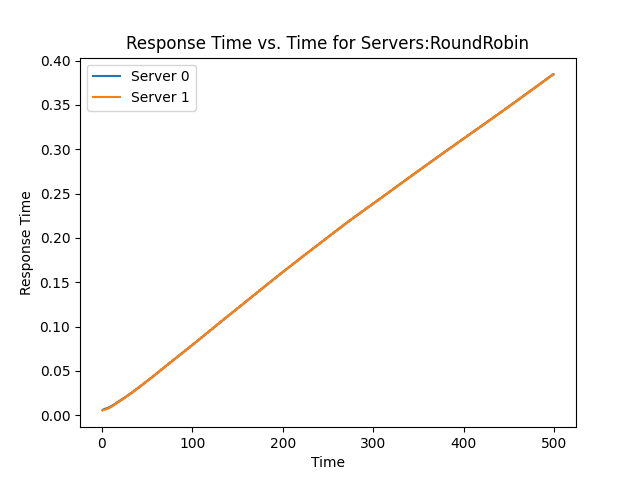 Response Time vs. Time for Servers:RoundRobin
Server 0
Server 1
Response Time
0.40
0.35
0.30
0.25
0.20
0.15
0.10
0.05
0.00
0 100 200 300 400 500
Time